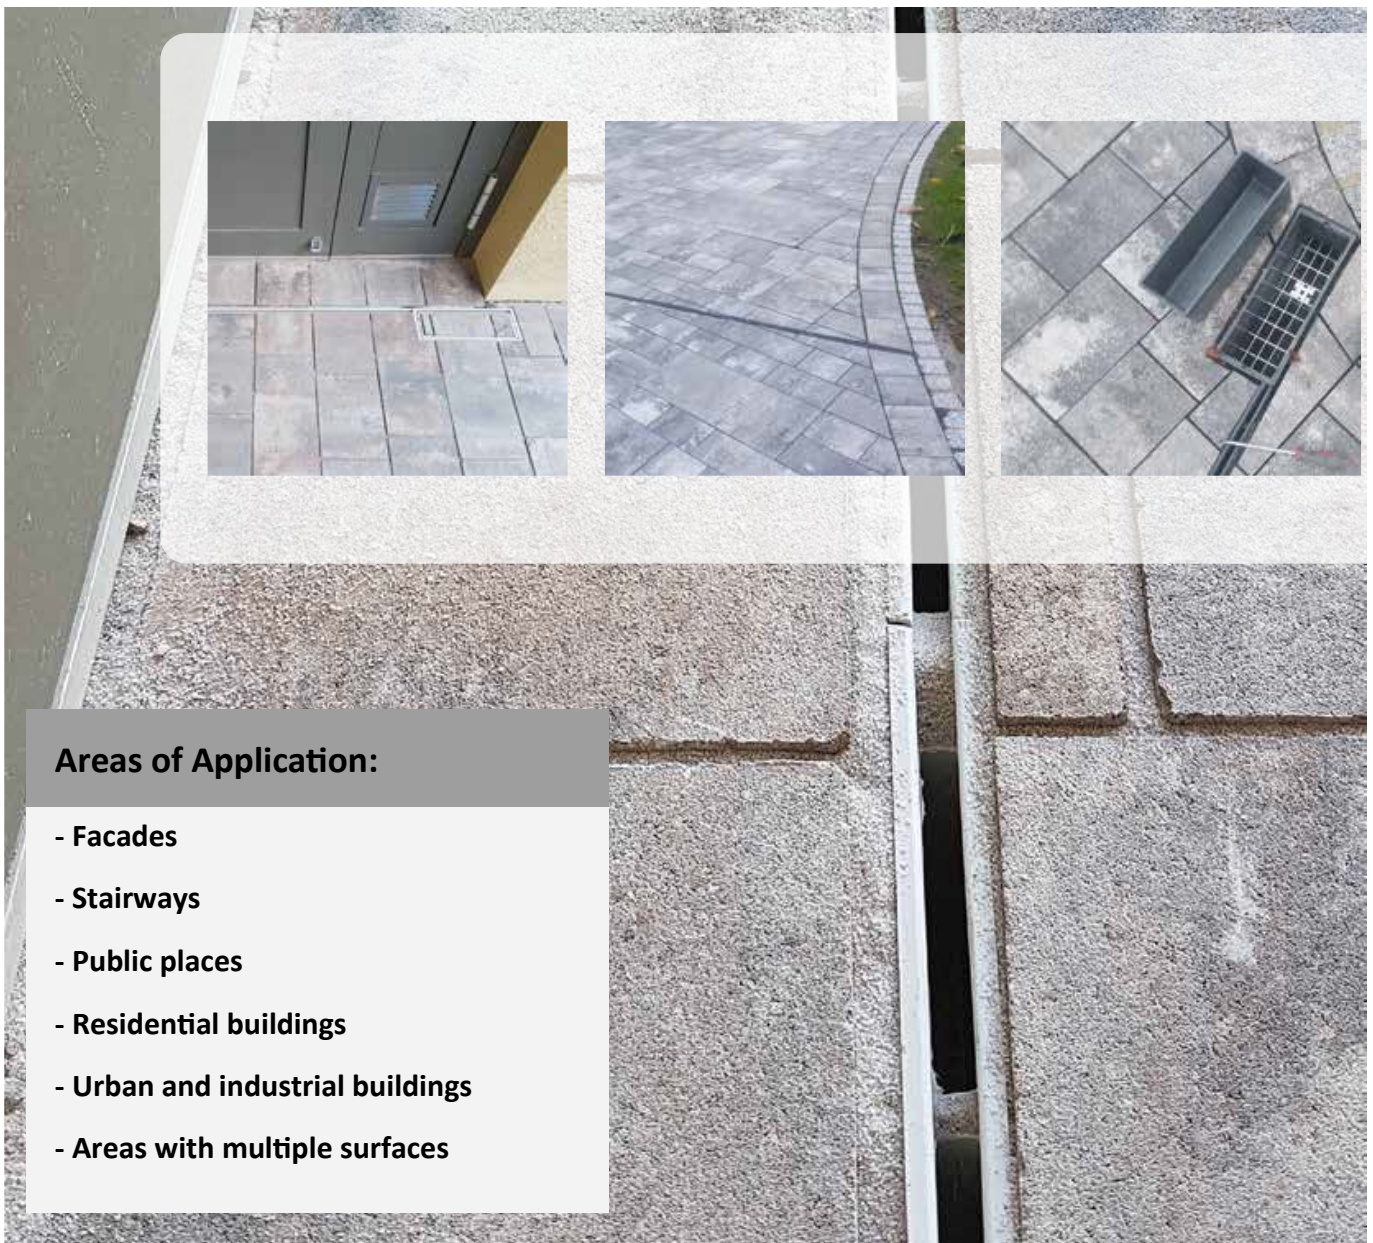 Areas of Application:
- Facades
- Stairways
- Public places
- Residential buildings
- Urban and industrial buildings
- Areas with multiple surfaces